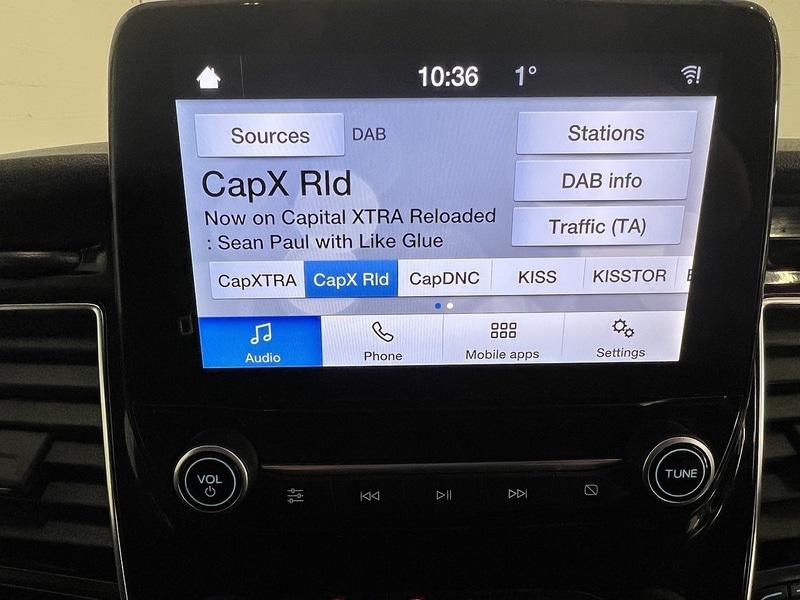 10:36 1°
Sources DAB Stations
CapX Rld
DAB info
Now on Capital XTRA Reloaded
: Sean Paul with Like Glue
Traffic (TA)
CapXTRA CapX Rld CapDNC KISS KISSTOR
Audio Phone Mobile apps Settings
VOL TUNE